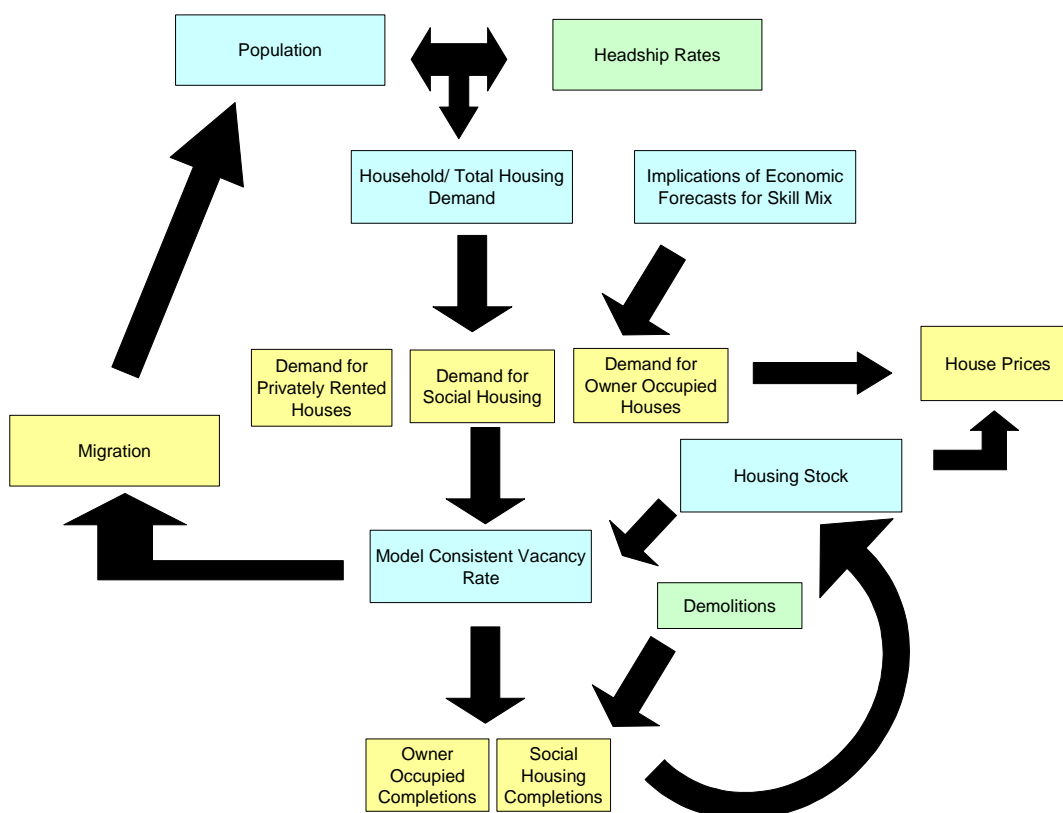 Population
Headship Rates
Household/ Total Housing
Demand
Implications of Economic
Forecasts for Skill Mix
Demand for
Privately Rented
Houses
Demand for
Social Housing
Demand for
Owner Occupied
Houses
House Prices
Migration
Housing Stock
Model Consistent Vacancy
Rate
Demolitions
Owner
Occupied
Completions
Social
Housing
Completions